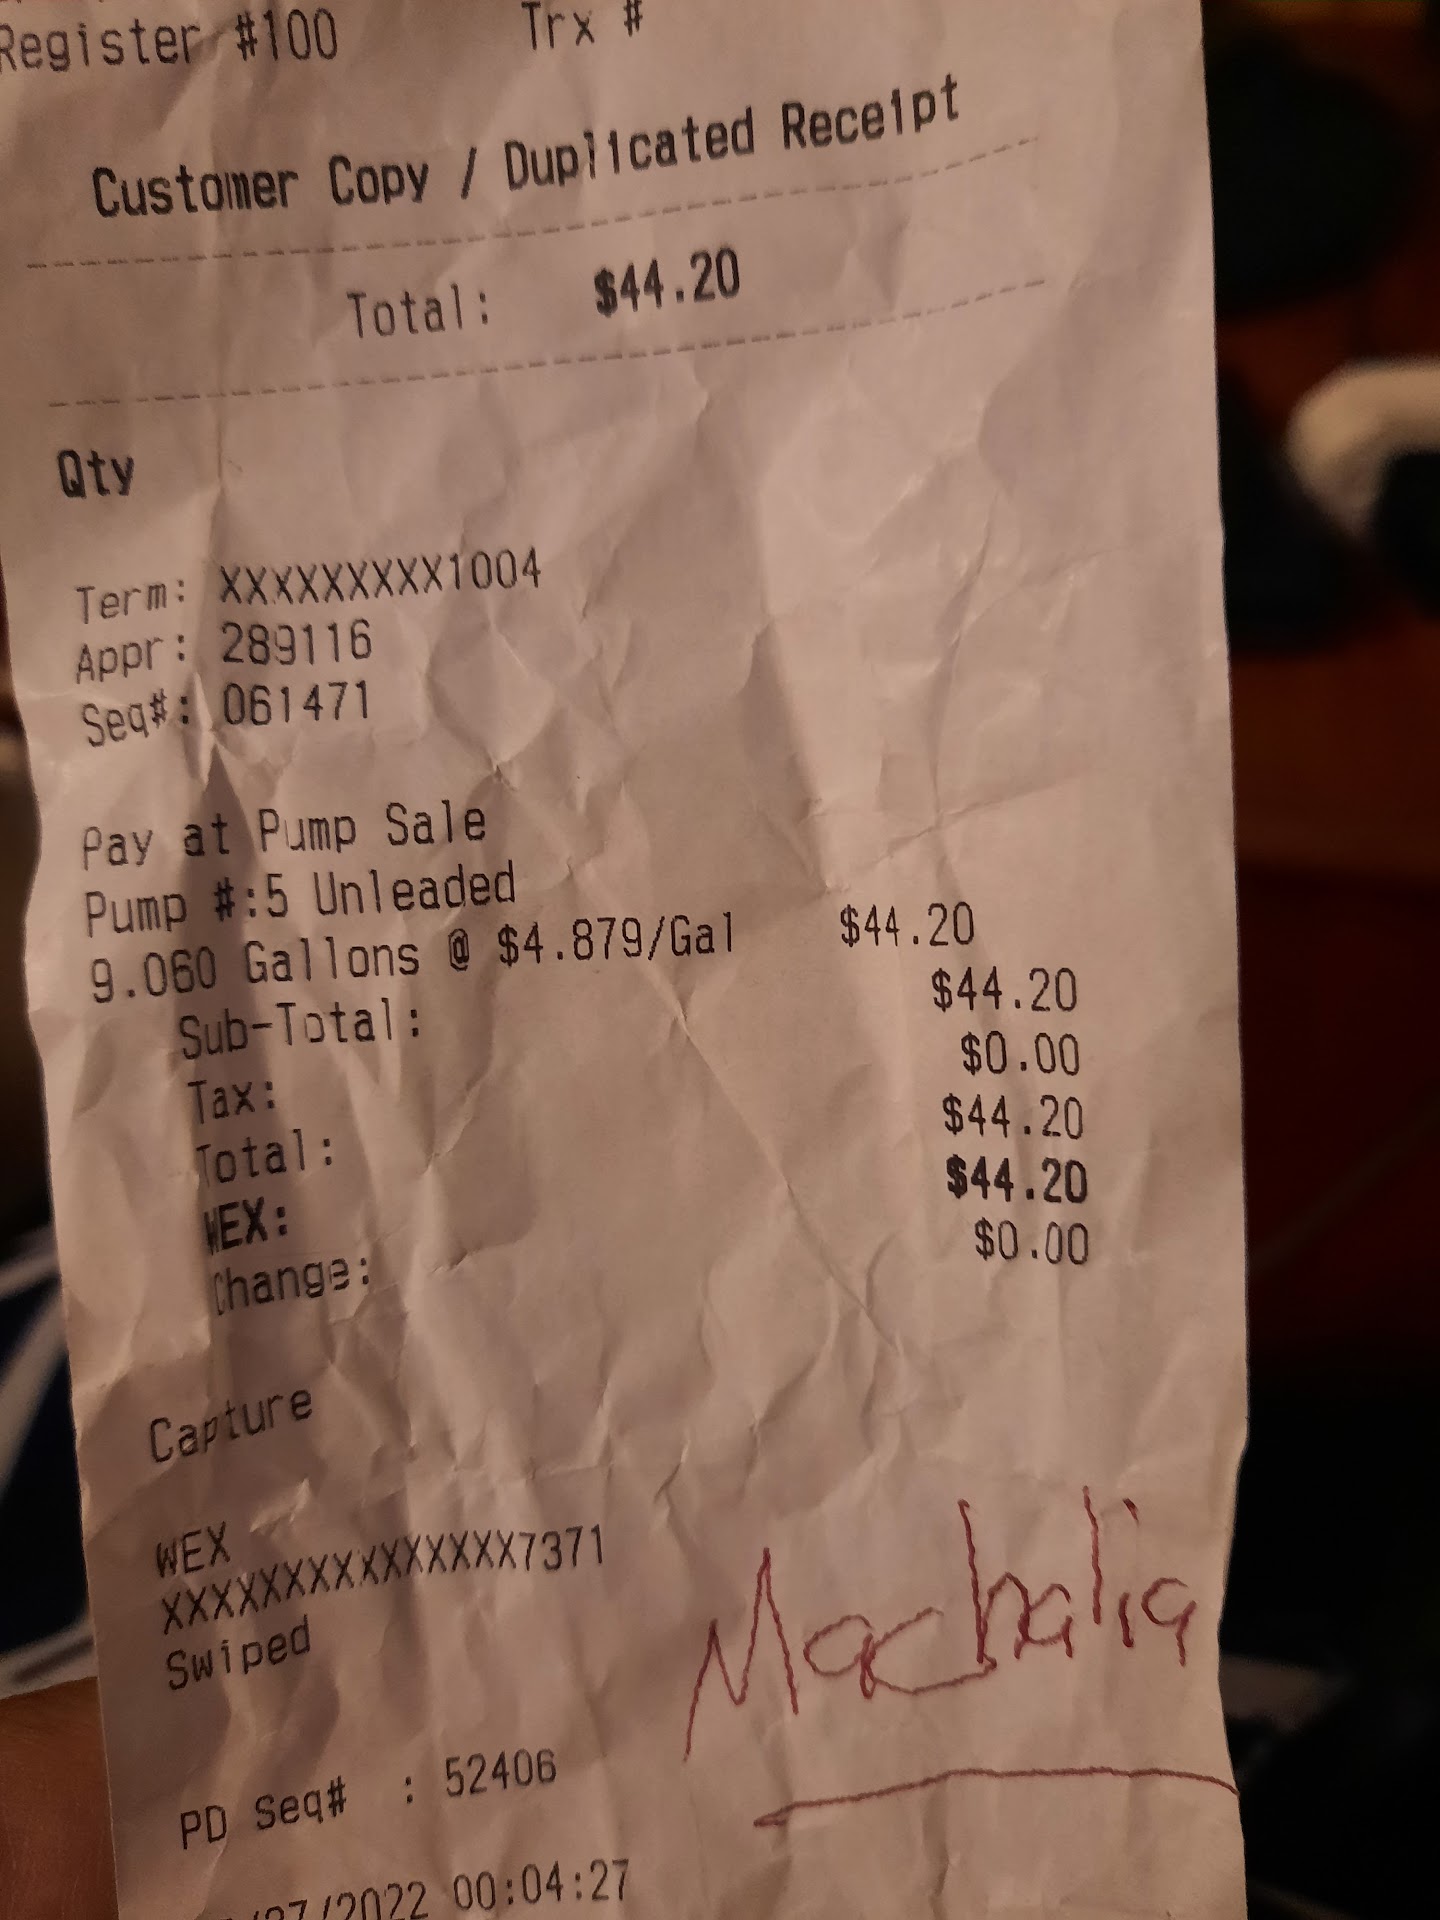 Register #100 Trx #
Customer Copy / Duplicated Receipt
Total: $44.20
Qty
Term: XXXXXXXXX1004
Appr: 289116
Seq#: 061471
Pay at Pump Sale
Pump #:5 Unleaded
9.060 Gallons @ $4.879/Gal $44.20
Sub-Total: $44.20
Tax: $0.00
Total: $44.20
WEX: $44.20
Change: $0.00
Capture
WEX
XXXXXXXXXXXXXXX7371
Swiped
Machalia
PD Seq# : 52406
/27/2022 00:04:27